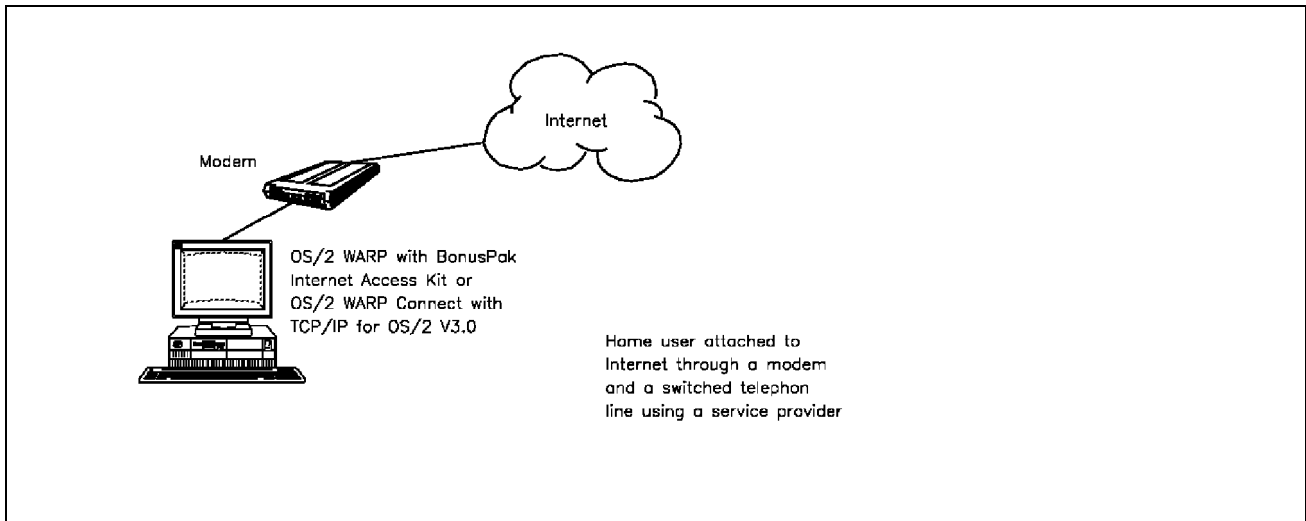 Internet
Modem
OS/2 WARP with BonusPak
Internet Access Kit or
OS/2 WARP Connect with
TCP/IP for OS/2 V3.0
Home user attached to
Internet through a modem
and a switched telephon
line using a service provider